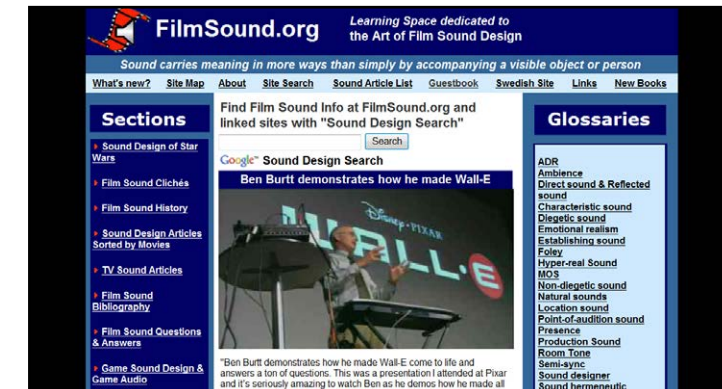 FilmSound.org
Learning Space dedicated to
the Art of Film Sound Design
Sound carries meaning in more ways than simply by accompanying a visible object or person
What's new? Site Map About Site Search Sound Article List Guestbook Swedish Site Links New Books
Sections
Sound Design of Star
Wars
Film Sound Clichés
Film Sound History
Sound Design Articles
Sorted by Movies
TV Sound Articles
Film Sound
Bibliography
Film Sound Questions
& Answers
Game Sound Design &
Game Audio
Find Film Sound Info at FilmSound.org and
linked sites with "Sound Design Search"
Search
Google™ Sound Design Search
Ben Burtt demonstrates how he made Wall-E
Disney·PIXAR
WALL·E
"Ben Burtt demonstrates how he made Wall-E come to life and
answers a ton of questions. This was a presentation I attended at Pixar
and it's seriously amazing to watch Ben as he demos how he made all
Glossaries
ADR
Ambience
Direct sound & Reflected
sound
Characteristic sound
Diegetic sound
Emotional realism
Establishing sound
Foley
Hyper-real Sound
MOS
Non-diegetic sound
Natural sounds
Location sound
Point-of-audition sound
Presence
Production Sound
Room Tone
Semi-sync
Sound designer
Sound hermeneutic